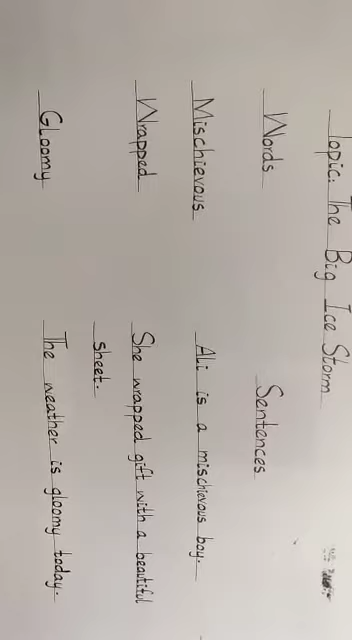 Topic: The Big Ice Storm
Words Sentences
Mischievous Ali is a mischievous boy.
Wrapped She wrapped gift with a beautiful
sheet.
Gloomy The weather is gloomy today.